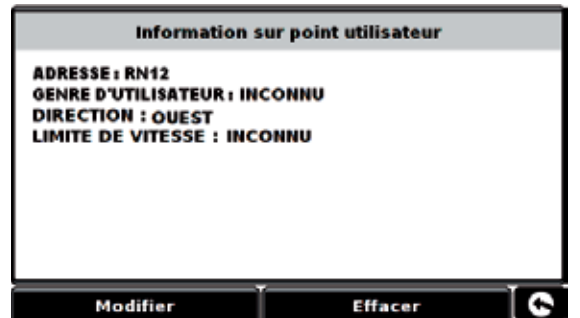 Information sur point utilisateur
ADRESSE: RN12
GENRE D'UTILISATEUR: INCONNU
DIRECTION : OUEST
LIMITE DE VITESSE : INCONNU
Modifier
Effacer